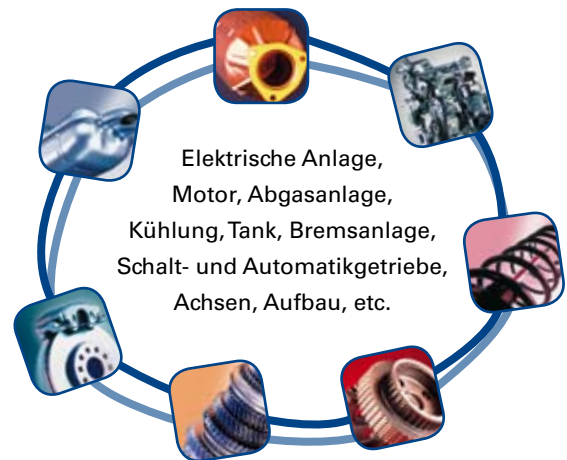 Elektrische Anlage,
Motor, Abgasanlage,
Kühlung, Tank, Bremsanlage,
Schalt- und Automatikgetriebe,
Achsen, Aufbau, etc.